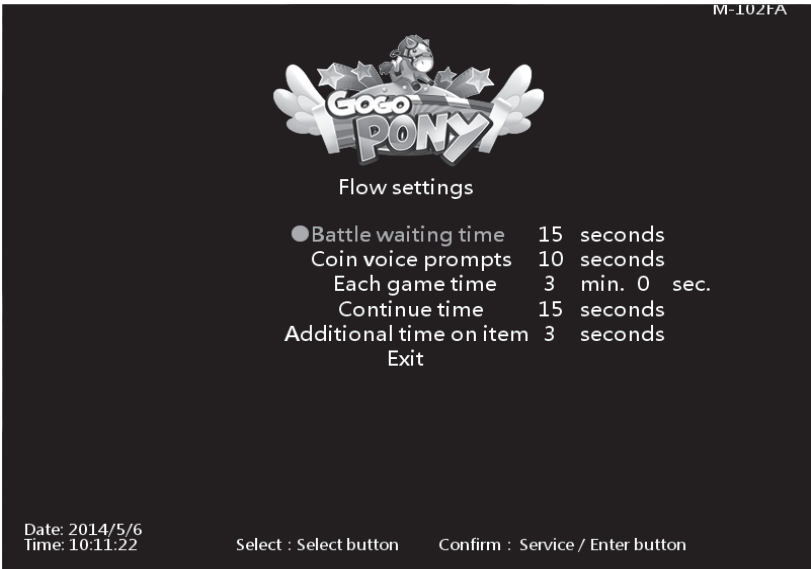 M-102FA
GOGO
PONY
Flow settings
Battle waiting time 15 seconds
Coin voice prompts 10 seconds
Each game time 3 min. 0 sec.
Continue time 15 seconds
Additional time on item 3 seconds
Exit
Date: 2014/5/6
Time: 10:11:22
Select : Select button Confirm : Service / Enter button